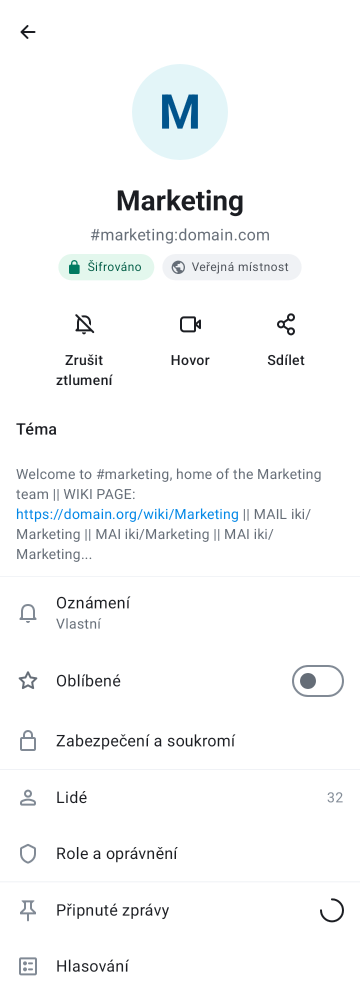 M
Marketing
#marketing:domain.com
Šifrováno
Veřejná místnost
Zrušit
ztlumení
Hovor
Sdílet
Téma
Welcome to #marketing, home of the Marketing
team || WIKI PAGE:
https://domain.org/wiki/Marketing || MAIL iki/
Marketing || MAI iki/Marketing || MAI iki/
Marketing...
Oznámení
Vlastní
Oblíbené
Zabezpečení a soukromí
Lidé
32
Role a oprávnění
Připnuté zprávy
Hlasování